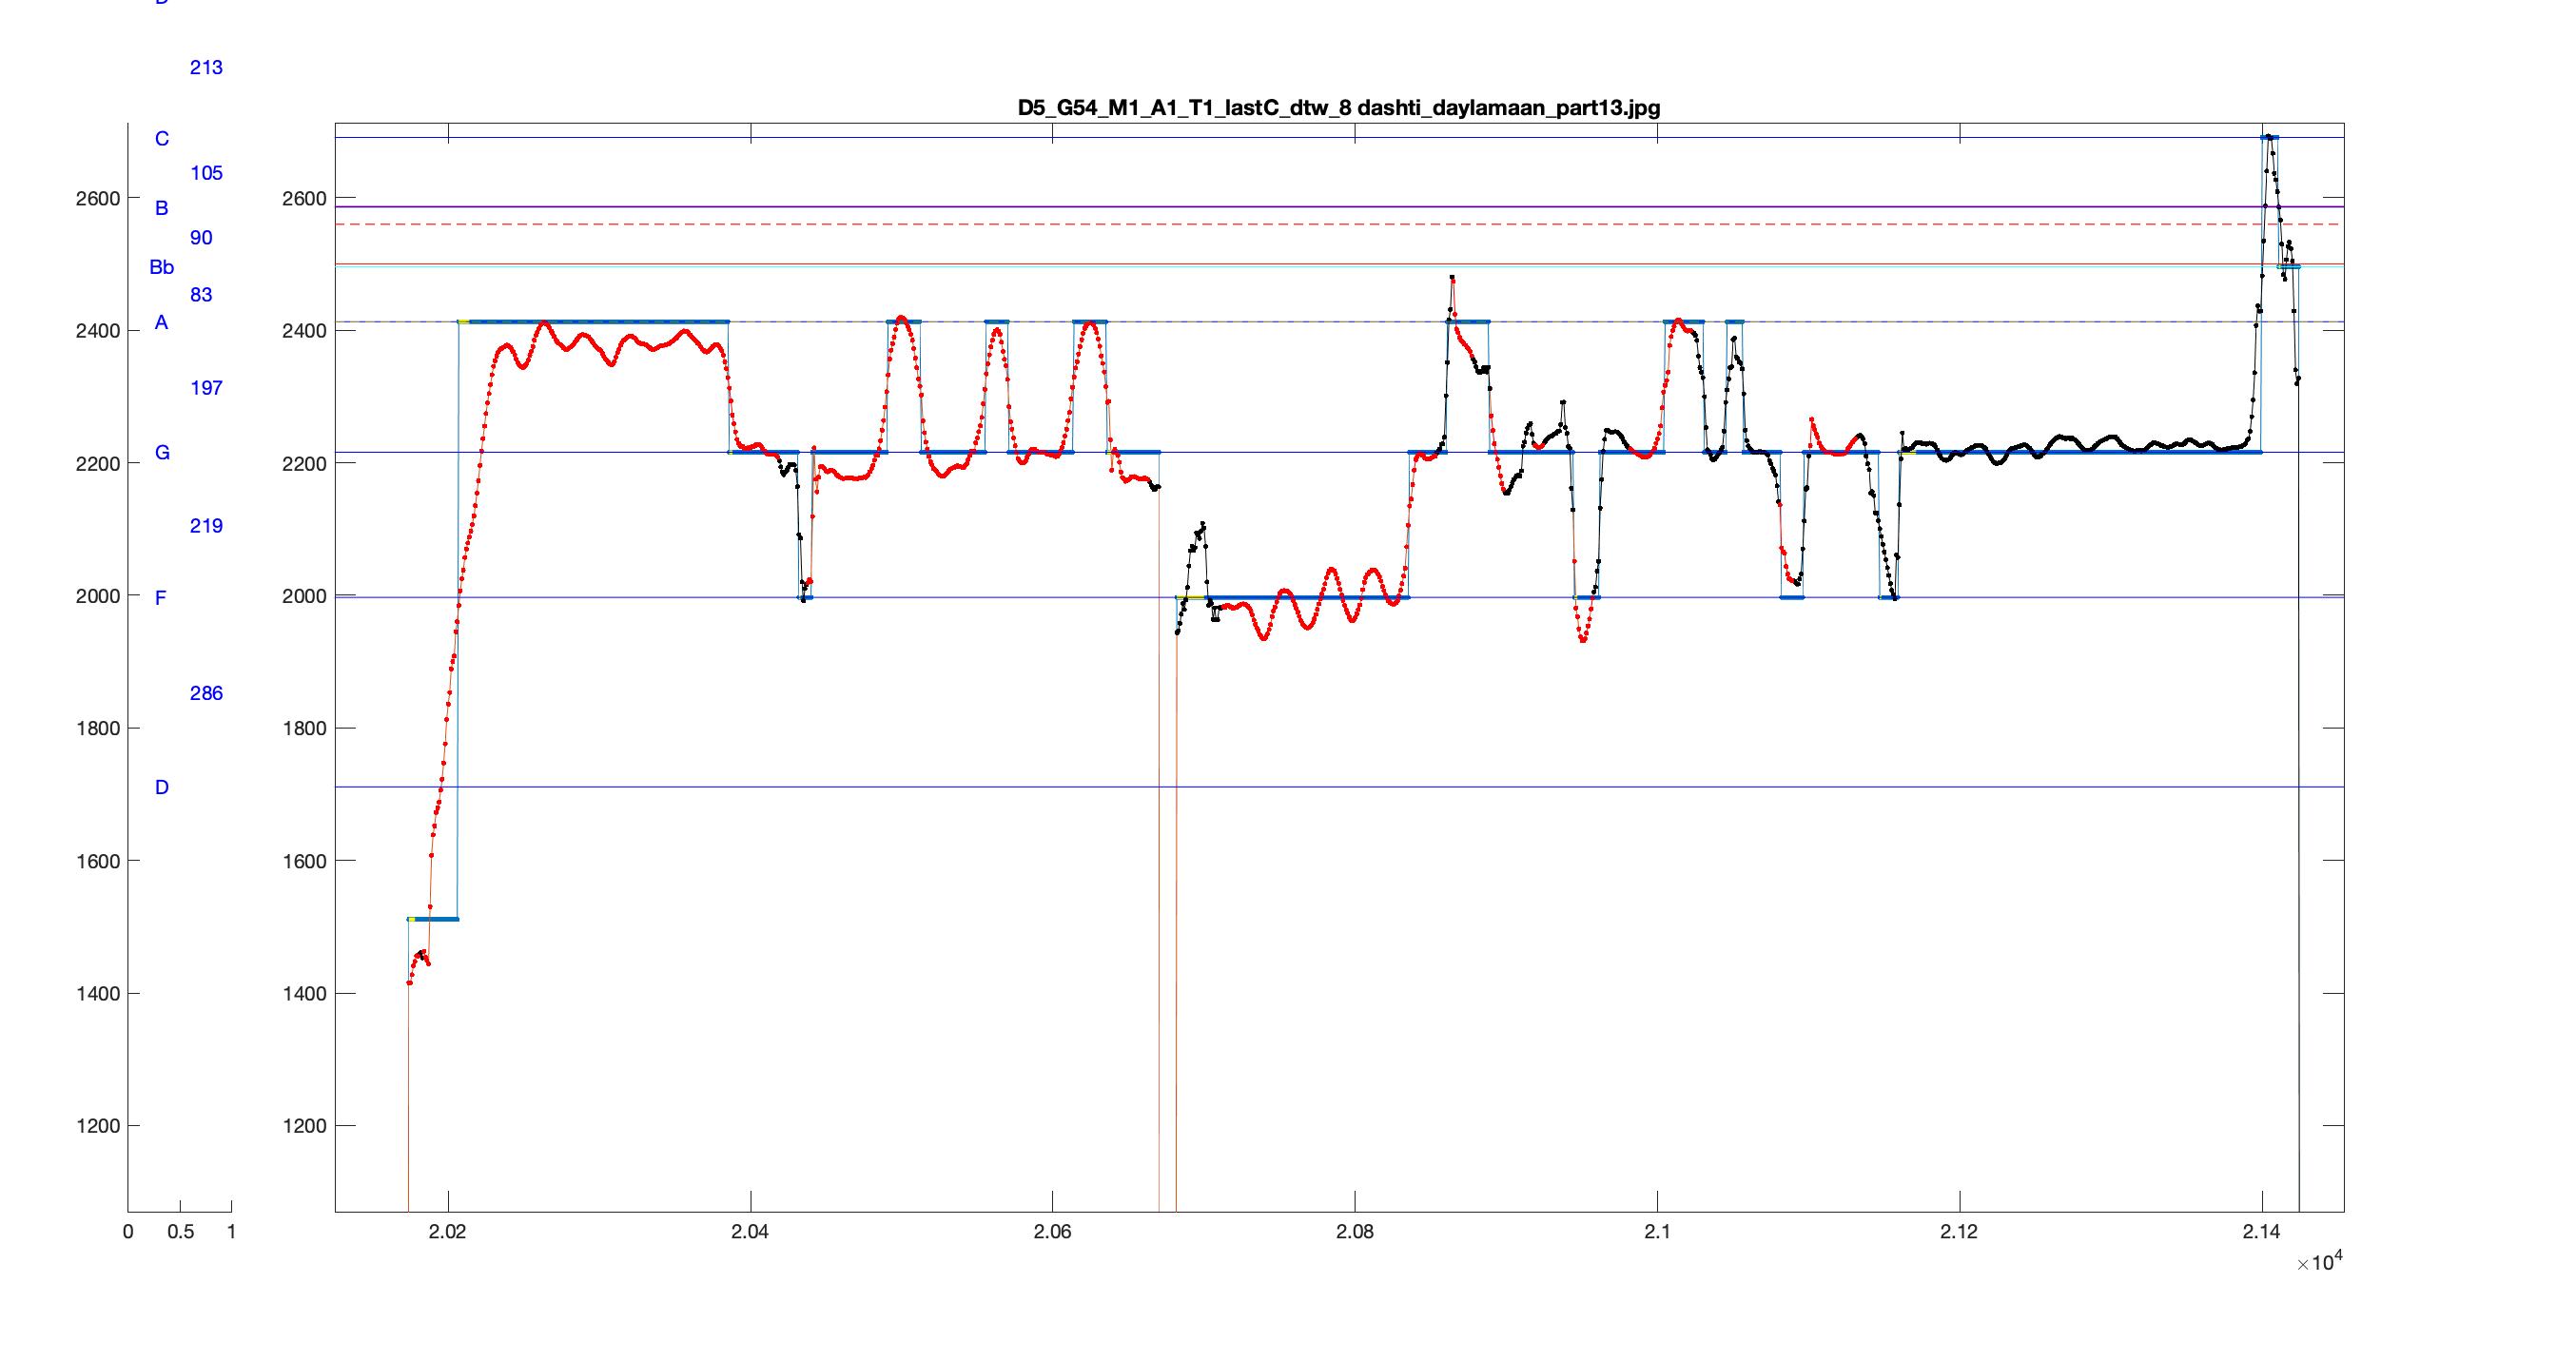 213
D5_G54_M1_A1_T1_lastC_dtw_8 dashti_daylamaan_part13.jpg
C
105
2600 2600
B
90
Bb
83
2400 A 2400
197
2200 G 2200
219
2000 F 2000
286
1800 1800
D
1600 1600
1400 1400
1200 1200
0 0.5 1 2.02 2.04 2.06 2.08 2.1 2.12 2.14
×10^4